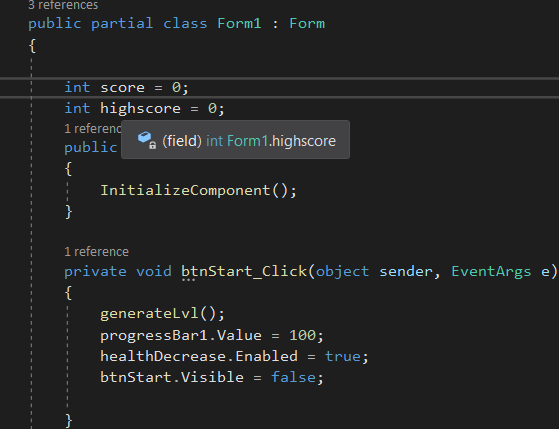 3 references
public partial class Form1 : Form
{
int score = 0;
int highscore = 0;
1 referenc
(field) int Form1.highscore
public
{
InitializeComponent();
}
1 reference
private void btnStart_Click(object sender, EventArgs e)
{
generateLvl();
progressBar1.Value = 100;
healthDecrease.Enabled = true;
btnStart.Visible = false;
}